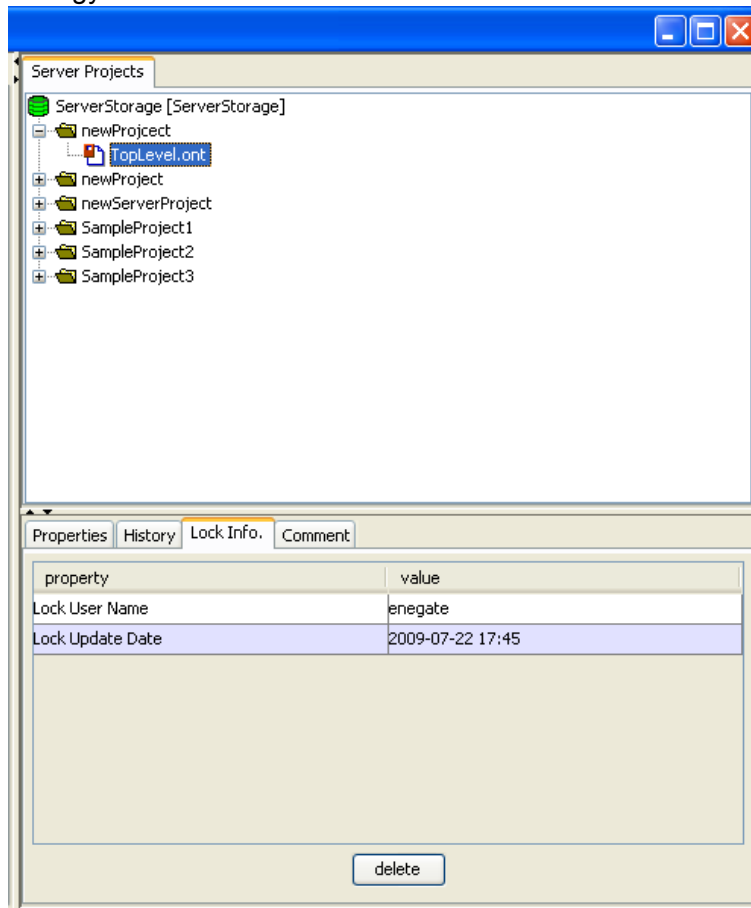 Server Projects
ServerStorage [ServerStorage]
newProjcect
TopLevel.ont
newProject
newServerProject
SampleProject1
SampleProject2
SampleProject3
Properties History Lock Info. Comment
property value
Lock User Name enegate
Lock Update Date 2009-07-22 17:45
delete